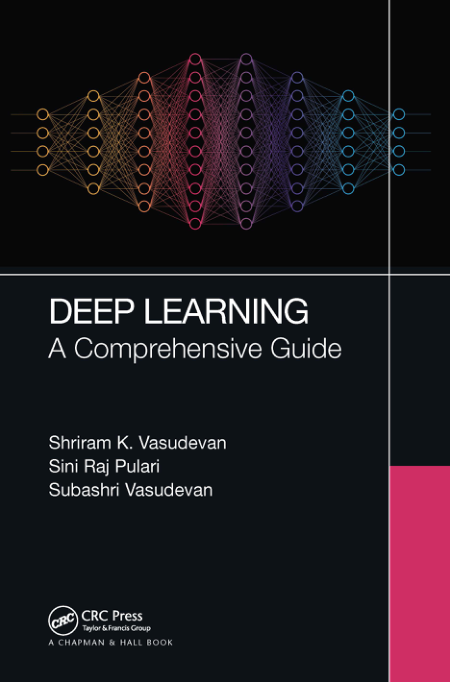 DEEP LEARNING
A Comprehensive Guide
Shriram K. Vasudevan
Sini Raj Pulari
Subashri Vasudevan
CRC CRC Press
Taylor & Francis Group
A CHAPMAN & HALL BOOK